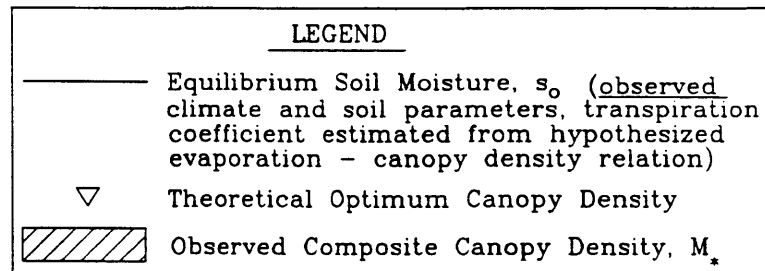 LEGEND
Equilibrium Soil Moisture, s₀ (observed
climate and soil parameters, transpiration
coefficient estimated from hypothesized
evaporation – canopy density relation)
Theoretical Optimum Canopy Density
Observed Composite Canopy Density, M*